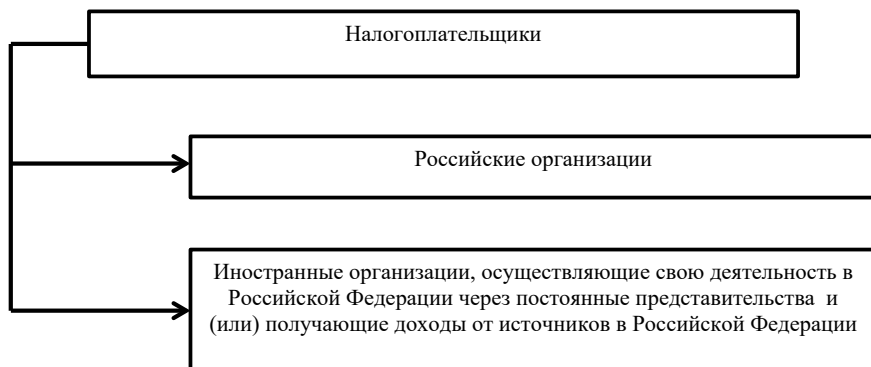 Налогоплательщики
Российские организации
Иностранные организации, осуществляющие свою деятельность в
Российской Федерации через постоянные представительства и
(или) получающие доходы от источников в Российской Федерации